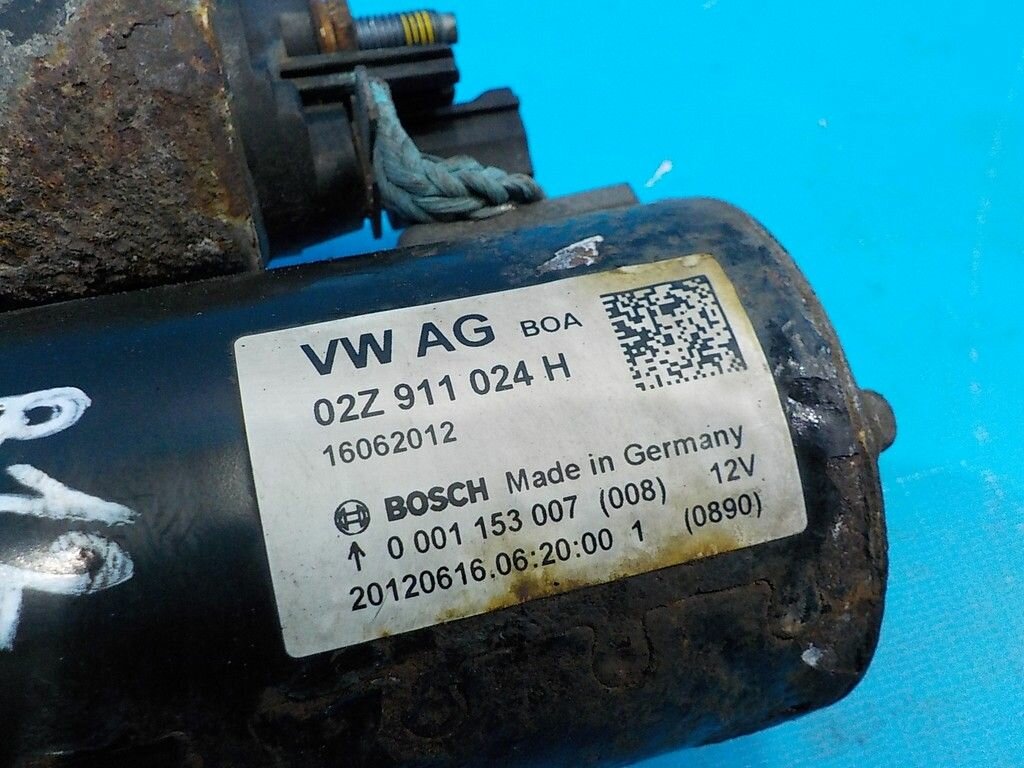 VW AG BOA
02Z 911 024 H
16062012
BOSCH Made in Germany
0 001 153 007 (008) 12V
20120616.06:20:00 1 (0890)